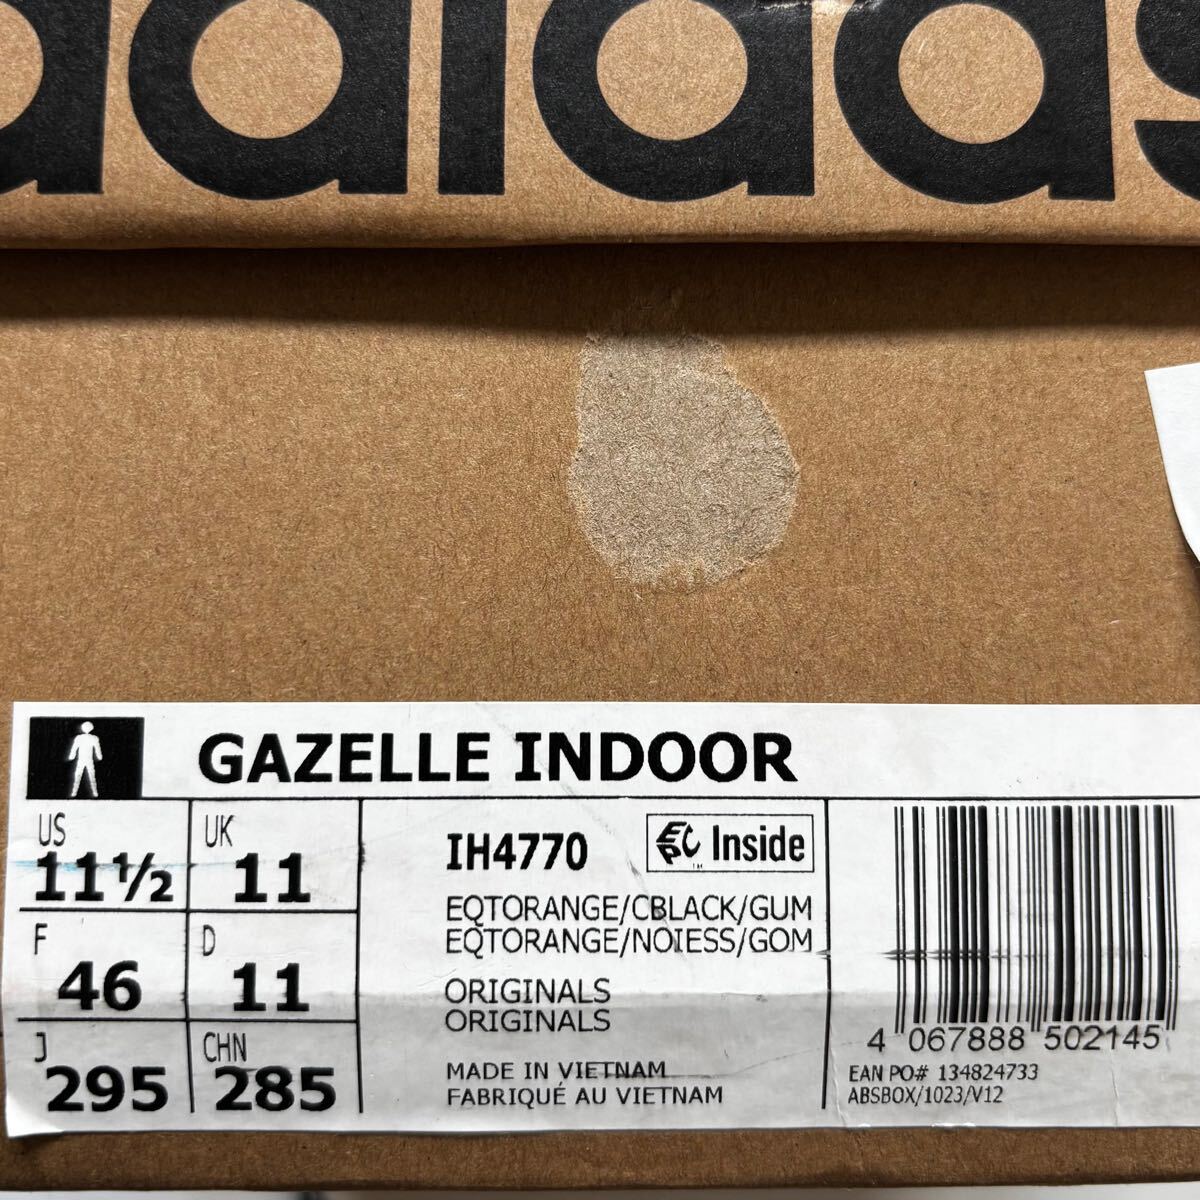 adidas
GAZELLE INDOOR
US 11½ UK 11
F 46 D 11
J 295 CHN 285
IH4770 EPC Inside
TM
EQTORANGE/CBLACK/GUM
EQTORANGE/NOIESS/GOM
ORIGINALS
ORIGINALS
MADE IN VIETNAM
FABRIQUÉ AU VIETNAM
4 067888 502145
EAN PO# 134824733
ABSBOX/1023/V12